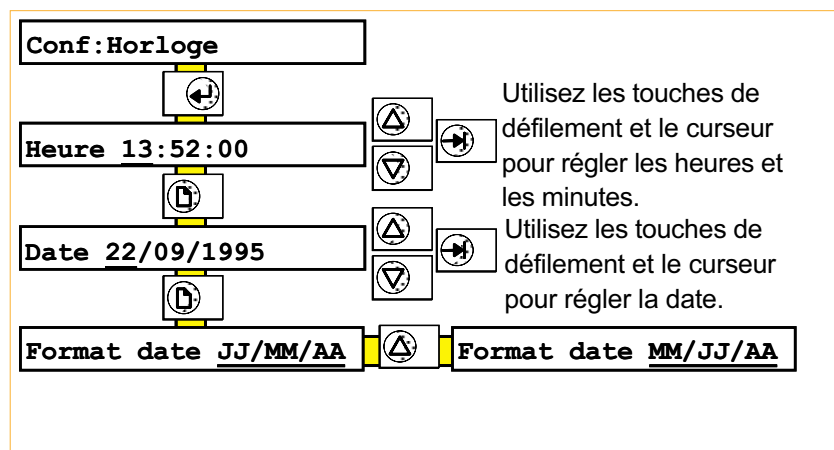 Conf:Horloge
Heure 13:52:00
Utilisez les touches de
défilement et le curseur
pour régler les heures et
les minutes.
Date 22/09/1995
Utilisez les touches de
défilement et le curseur
pour régler la date.
Format date JJ/MM/AA
Format date MM/JJ/AA